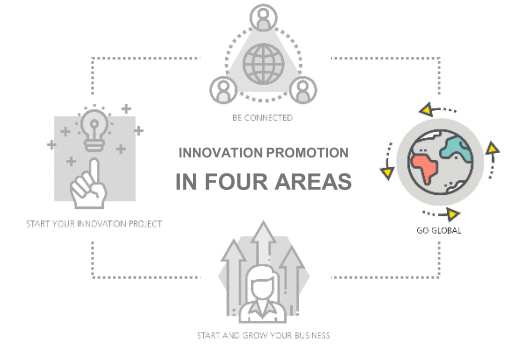 BE CONNECTED
INNOVATION PROMOTION
IN FOUR AREAS
START YOUR INNOVATION PROJECT
GO GLOBAL
START AND GROW YOUR BUSINESS